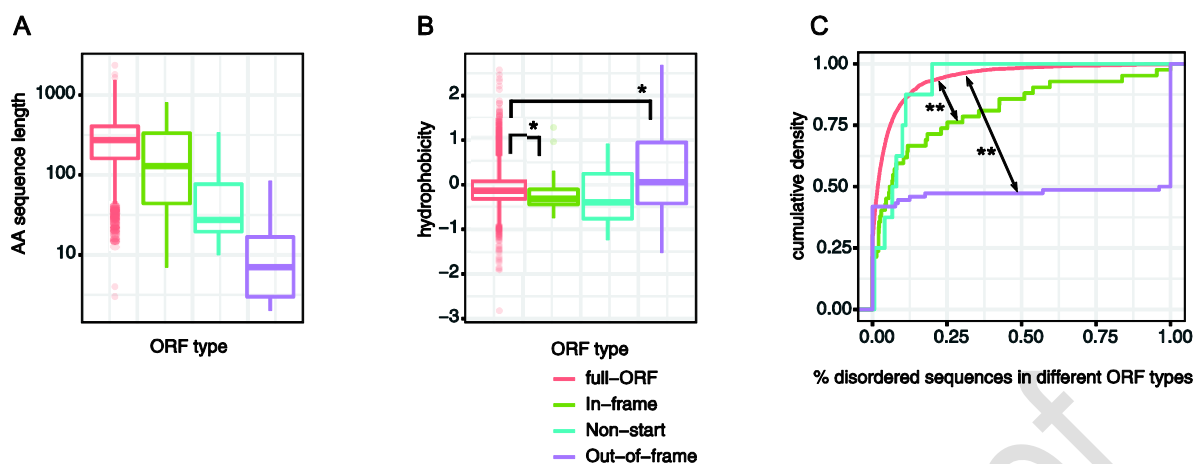 A
AA sequence length
1000
100
10
ORF type
B
hydrophobicity
2
1
0
−1
−2
−3
*
*
ORF type
full−ORF
In−frame
Non−start
Out−of−frame
C
cumulative density
1.00
0.75
0.50
0.25
0.00
**
**
0.00 0.25 0.50 0.75 1.00
% disordered sequences in different ORF types